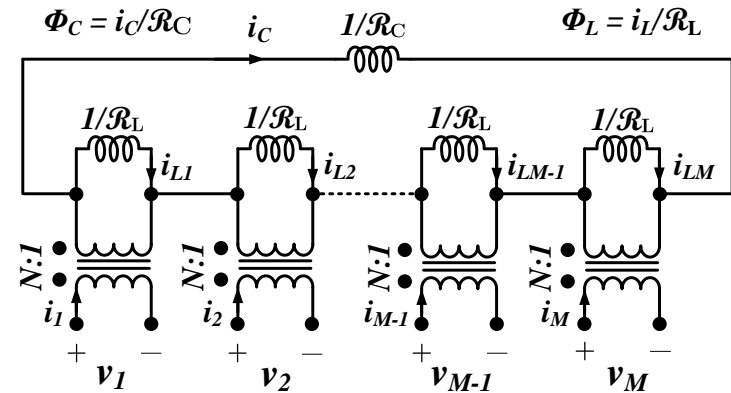 Φ_C = i_C/ℛ_C
i_C
1/ℛ_C
Φ_L = i_L/ℛ_L
1/ℛ_L
1/ℛ_L
1/ℛ_L
1/ℛ_L
i_L1
i_L2
i_LM-1
i_LM
N:1
N:1
N:1
N:1
i_1
i_2
i_M-1
i_M
+ −
+ −
+ −
+ −
v_1
v_2
v_M-1
v_M